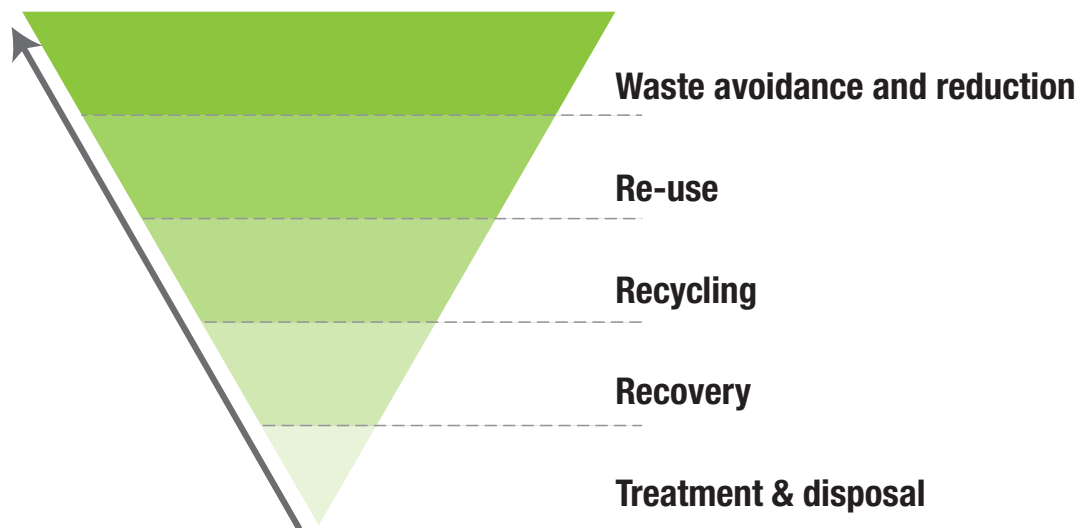 Waste avoidance and reduction
Re-use
Recycling
Recovery
Treatment & disposal